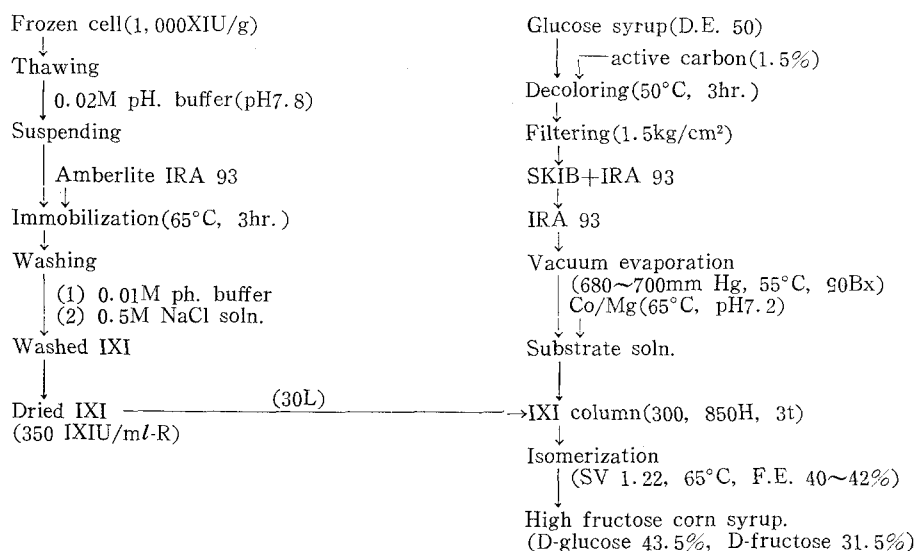 Frozen cell(1,000XIU/g)
Thawing
0.02M pH. buffer(pH7.8)
Suspending
Amberlite IRA 93
Immobilization(65°C, 3hr.)
Washing
(1) 0.01M ph. buffer
(2) 0.5M NaCl soln.
Washed IXI
Dried IXI
(350 IXIU/ml-R)
(30L)
Glucose syrup(D.E. 50)
active carbon(1.5%)
Decoloring(50°C, 3hr.)
Filtering(1.5kg/cm²)
SKIB+IRA 93
IRA 93
Vacuum evaporation
(680~700mm Hg, 55°C, 90Bx)
Co/Mg(65°C, pH7.2)
Substrate soln.
IXI column(300, 850H, 3t)
Isomerization
(SV 1.22, 65°C, F.E. 40~42%)
High fructose corn syrup.
(D-glucose 43.5%, D-fructose 31.5%)